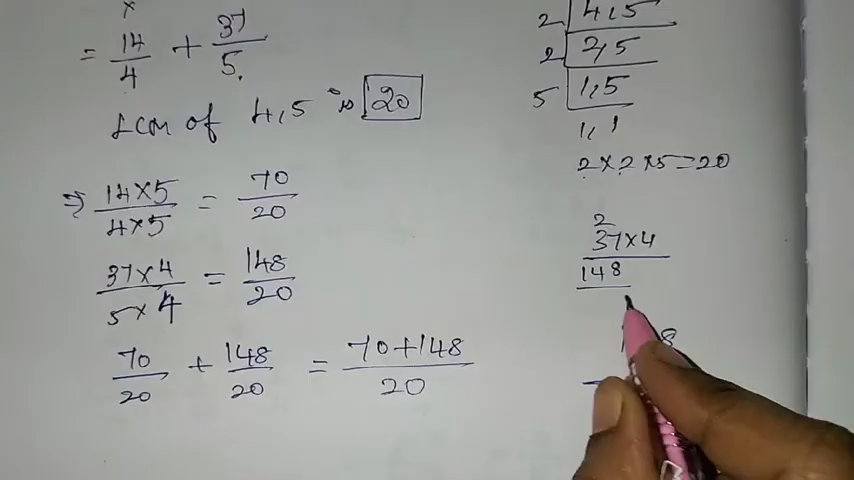 = 14/4 + 37/5.
LCM of 4,5 is 20
⇒ 14×5/4×5 = 70/20
37×4/5×4 = 148/20
70/20 + 148/20 = 70+148/20
2 | 4,5
2 | 2,5
5 | 1,5
1,1
2×2×5=20
2
37×4
148
8